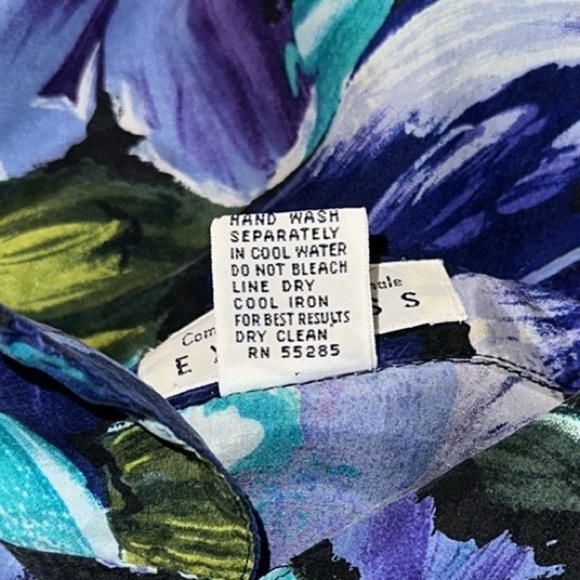 HAND WASH
SEPARATELY
IN COOL WATER
DO NOT BLEACH
LINE DRY
COOL IRON
FOR BEST RESULTS
DRY CLEAN
RN 55285